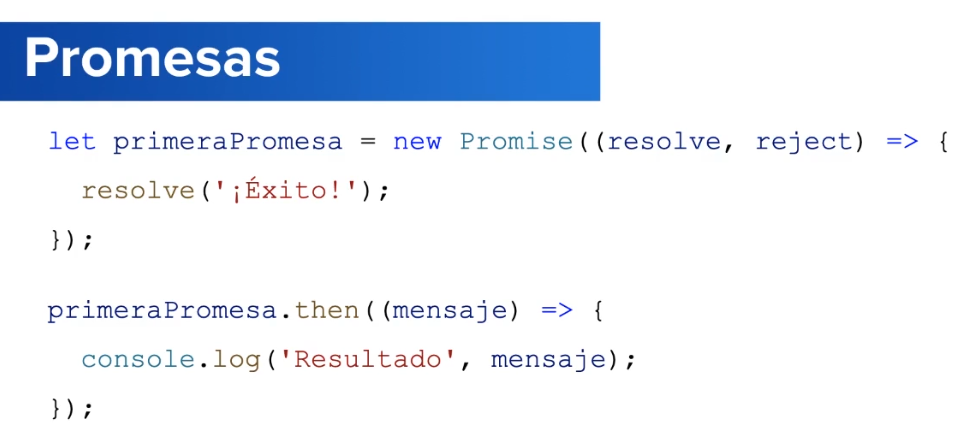 Promesas
let primeraPromesa = new Promise((resolve, reject) => {
  resolve('¡Éxito!');
});
primeraPromesa.then((mensaje) => {
  console.log('Resultado', mensaje);
});